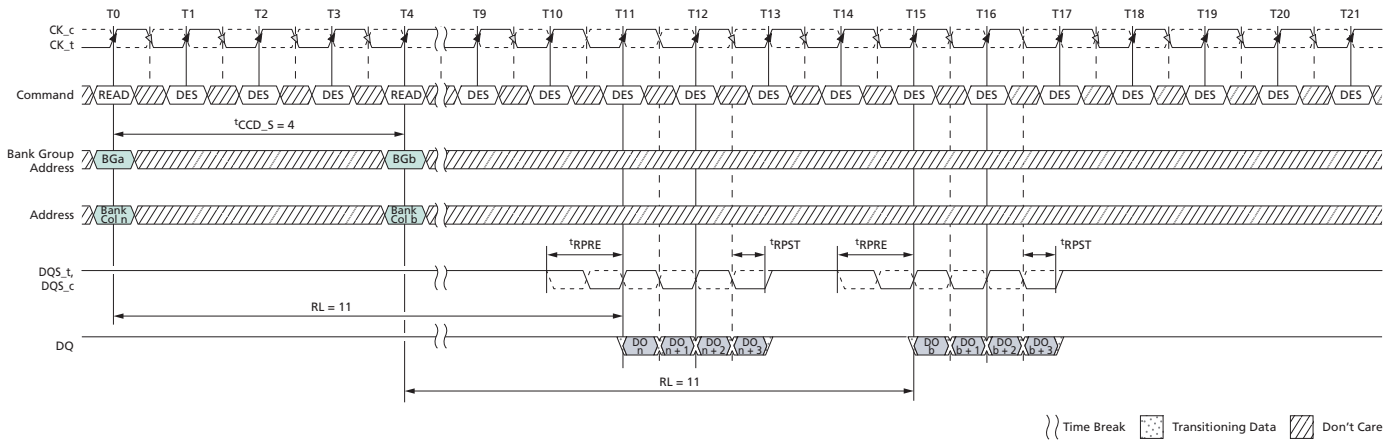 T0 T1 T2 T3 T4 T9 T10 T11 T12 T13 T14 T15 T16 T17 T18 T19 T20 T21
CK_c
CK_t
Command READ DES DES DES READ DES DES DES DES DES DES DES DES DES DES DES DES DES
tCCD_S = 4
Bank Group
Address
BGa BGb
Address
Bank
Col n
Bank
Col b
tRPRE tRPST tRPRE tRPST
DQS_t,
DQS_c
RL = 11
DQ
DO
n
DO
n + 1
DO
n + 2
DO
n + 3
DO
b
DO
b + 1
DO
b + 2
DO
b + 3
RL = 11
Time Break Transitioning Data Don't Care